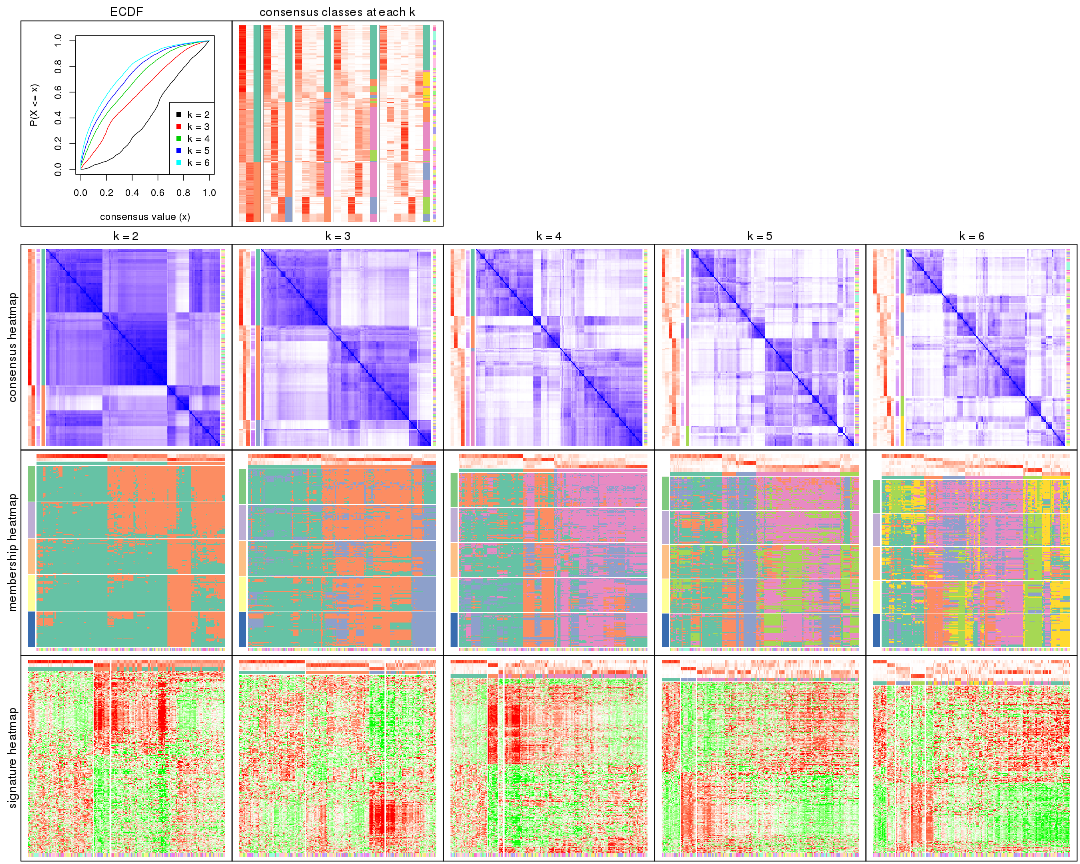 ECDF
consensus classes at each k
P(X <= x)
0.0 0.2 0.4 0.6 0.8 1.0
k = 2
k = 3
k = 4
k = 5
k = 6
0.0 0.2 0.4 0.6 0.8 1.0
consensus value (x)
k = 2
k = 3
k = 4
k = 5
k = 6
consensus heatmap
membership heatmap
signature heatmap